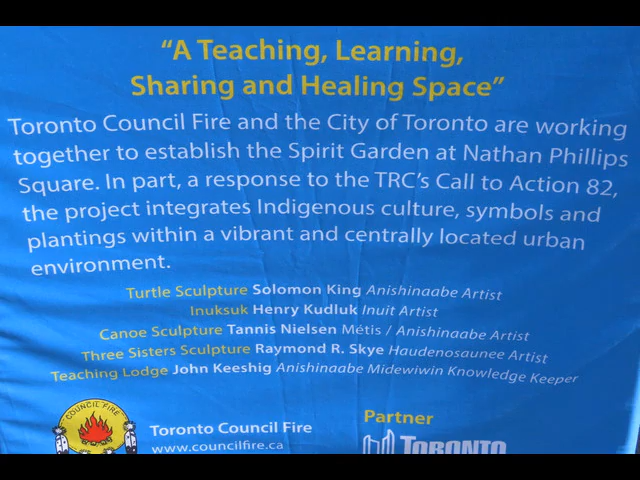 “A Teaching, Learning,
Sharing and Healing Space”
Toronto Council Fire and the City of Toronto are working
together to establish the Spirit Garden at Nathan Phillips
Square. In part, a response to the TRC’s Call to Action 82,
the project integrates Indigenous culture, symbols and
plantings within a vibrant and centrally located urban
environment.
Turtle Sculpture Solomon King Anishinaabe Artist
Inuksuk Henry Kudluk Inuit Artist
Canoe Sculpture Tannis Nielsen Métis / Anishinaabe Artist
Three Sisters Sculpture Raymond R. Skye Haudenosaunee Artist
Teaching Lodge John Keeshig Anishinaabe Midewiwin Knowledge Keeper
COUNCIL FIRE
Toronto Council Fire
www.councilfire.ca
Partner
TORONTO